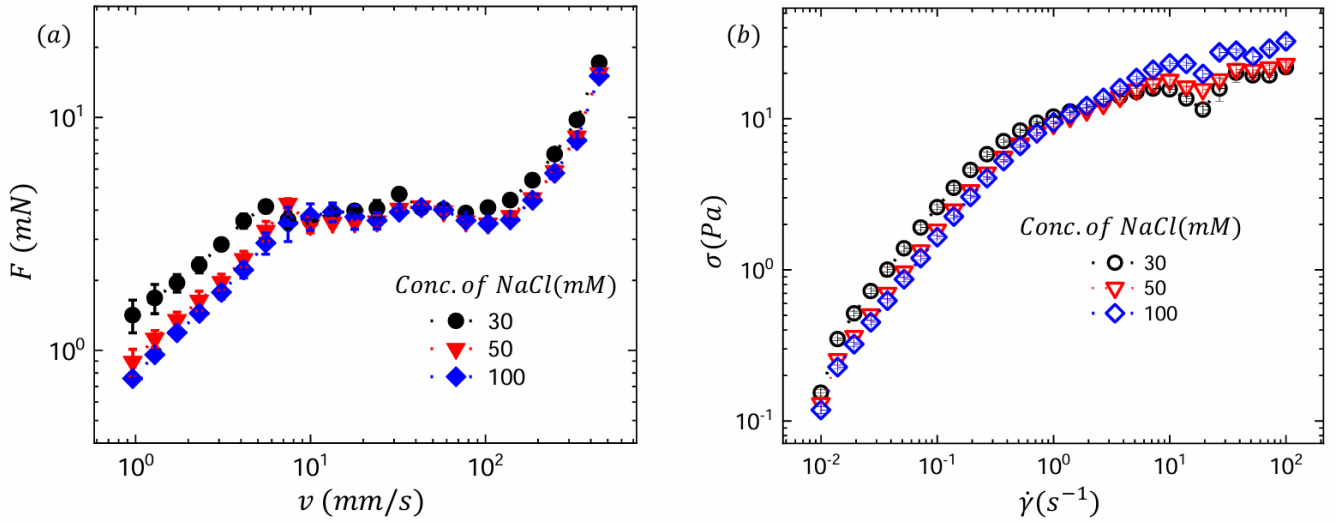 (a)
10¹
10⁰
F (mN)
Conc. of NaCl(mM)
30
50
100
10⁰
10¹
10²
v (mm/s)
(b)
10¹
10⁰
10⁻¹
σ(Pa)
Conc. of NaCl(mM)
30
50
100
10⁻²
10⁻¹
10⁰
10¹
10²
γ̇(s⁻¹)